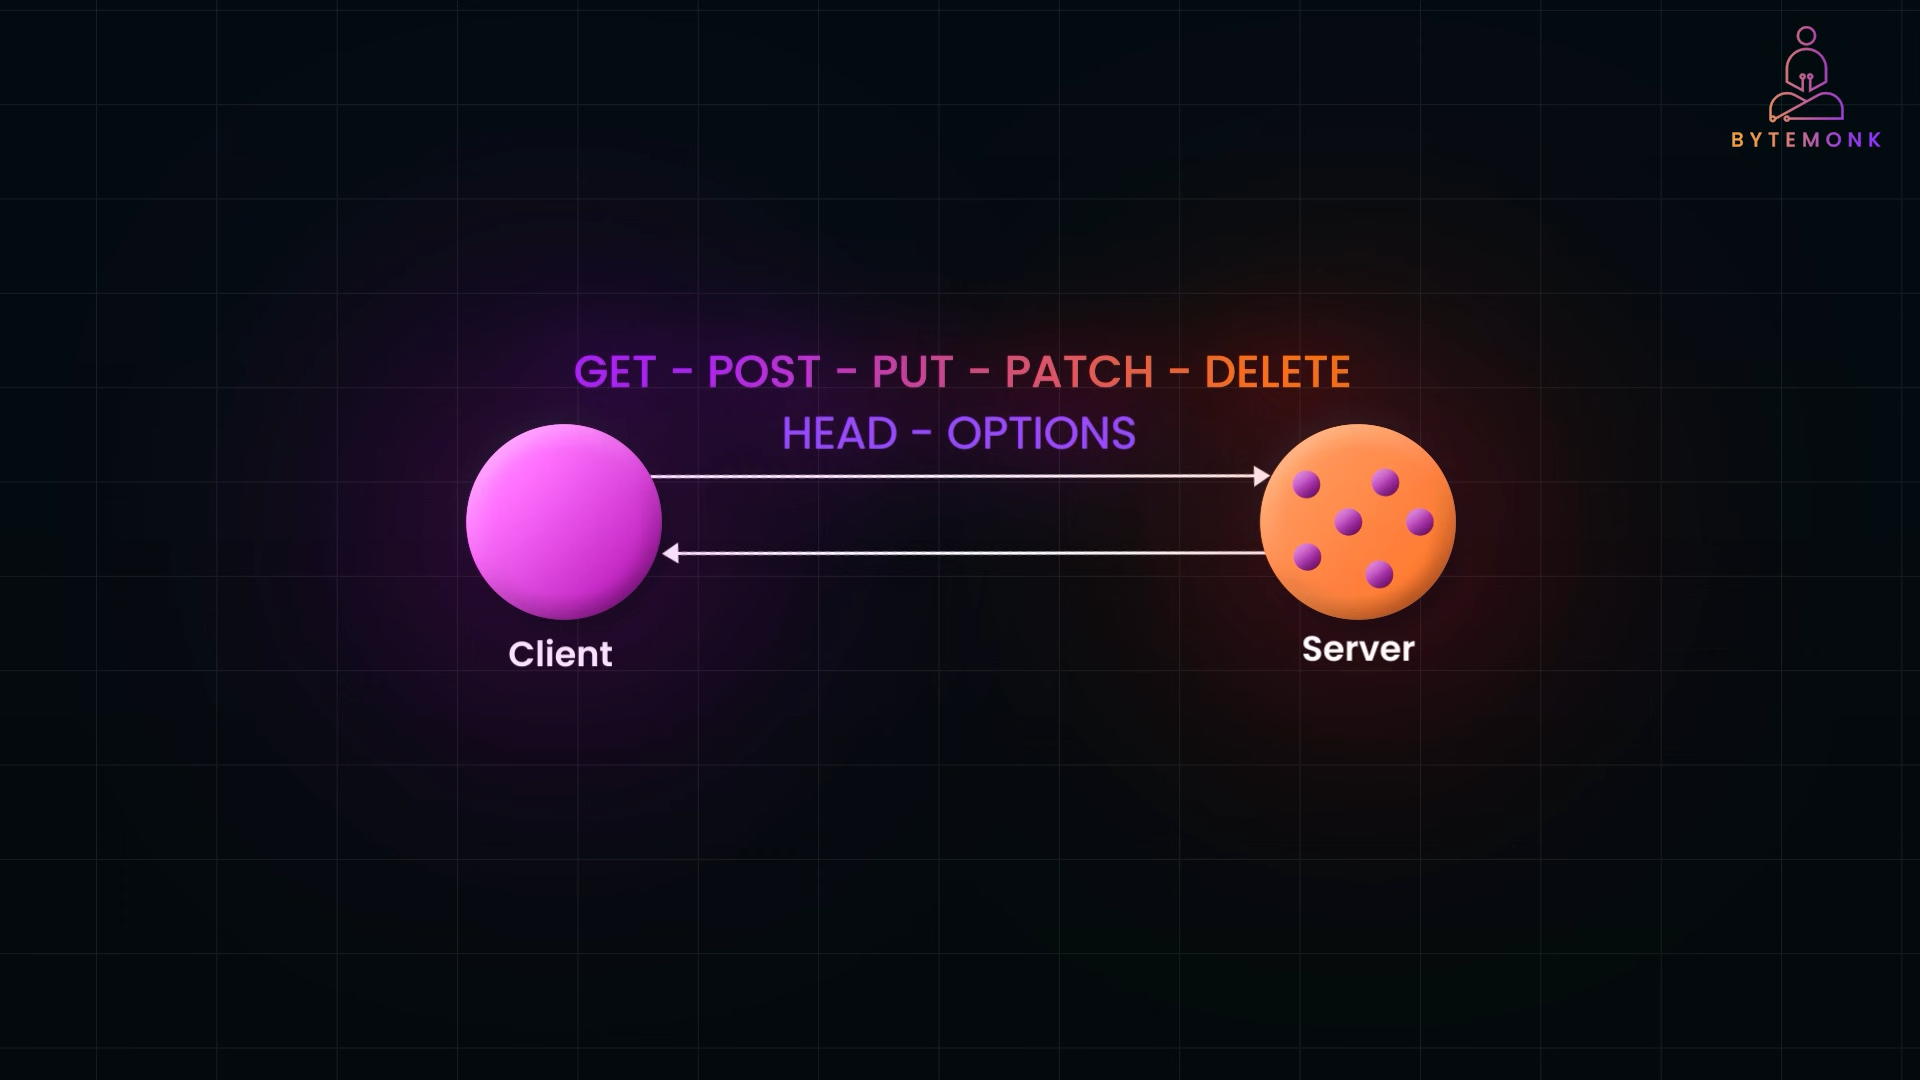 BYTEMONK
GET - POST - PUT - PATCH - DELETE
HEAD - OPTIONS
Client
Server